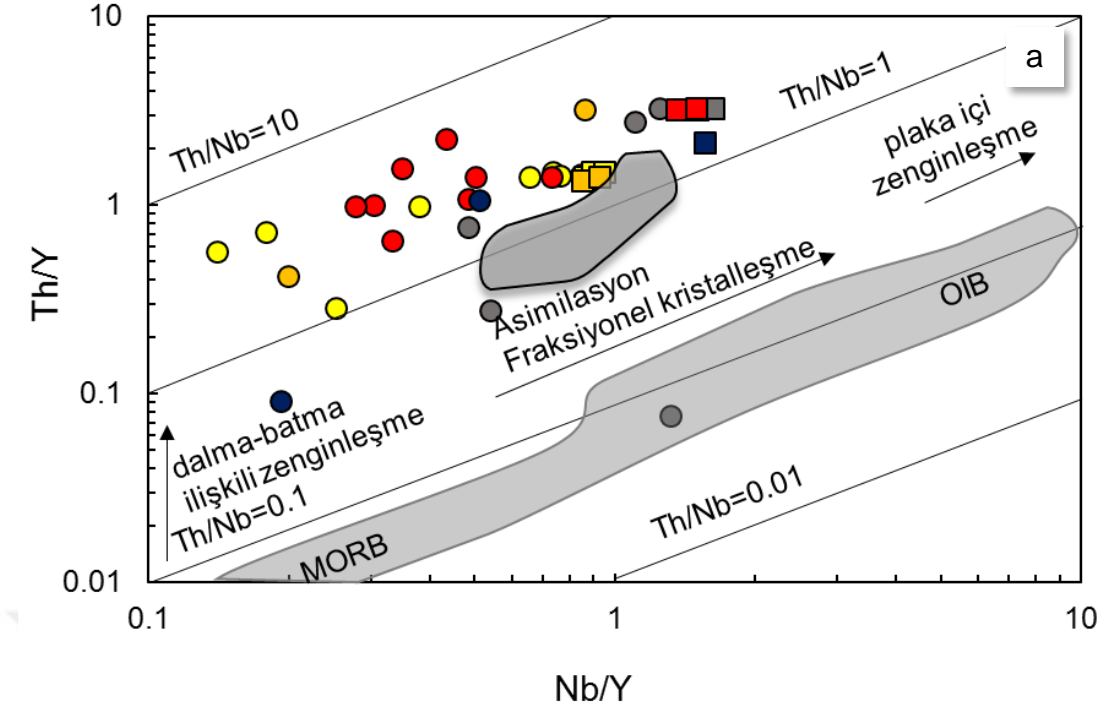 10
1
0.1
0.01
Th/Y
a
Th/Nb=10
Th/Nb=1
plaka içi
zenginleşme
Asimilasyon
Fraksiyonel kristalleşme
OIB
dalma-batma
ilişkili zenginleşme
Th/Nb=0.1
MORB
Th/Nb=0.01
0.1
1
10
Nb/Y